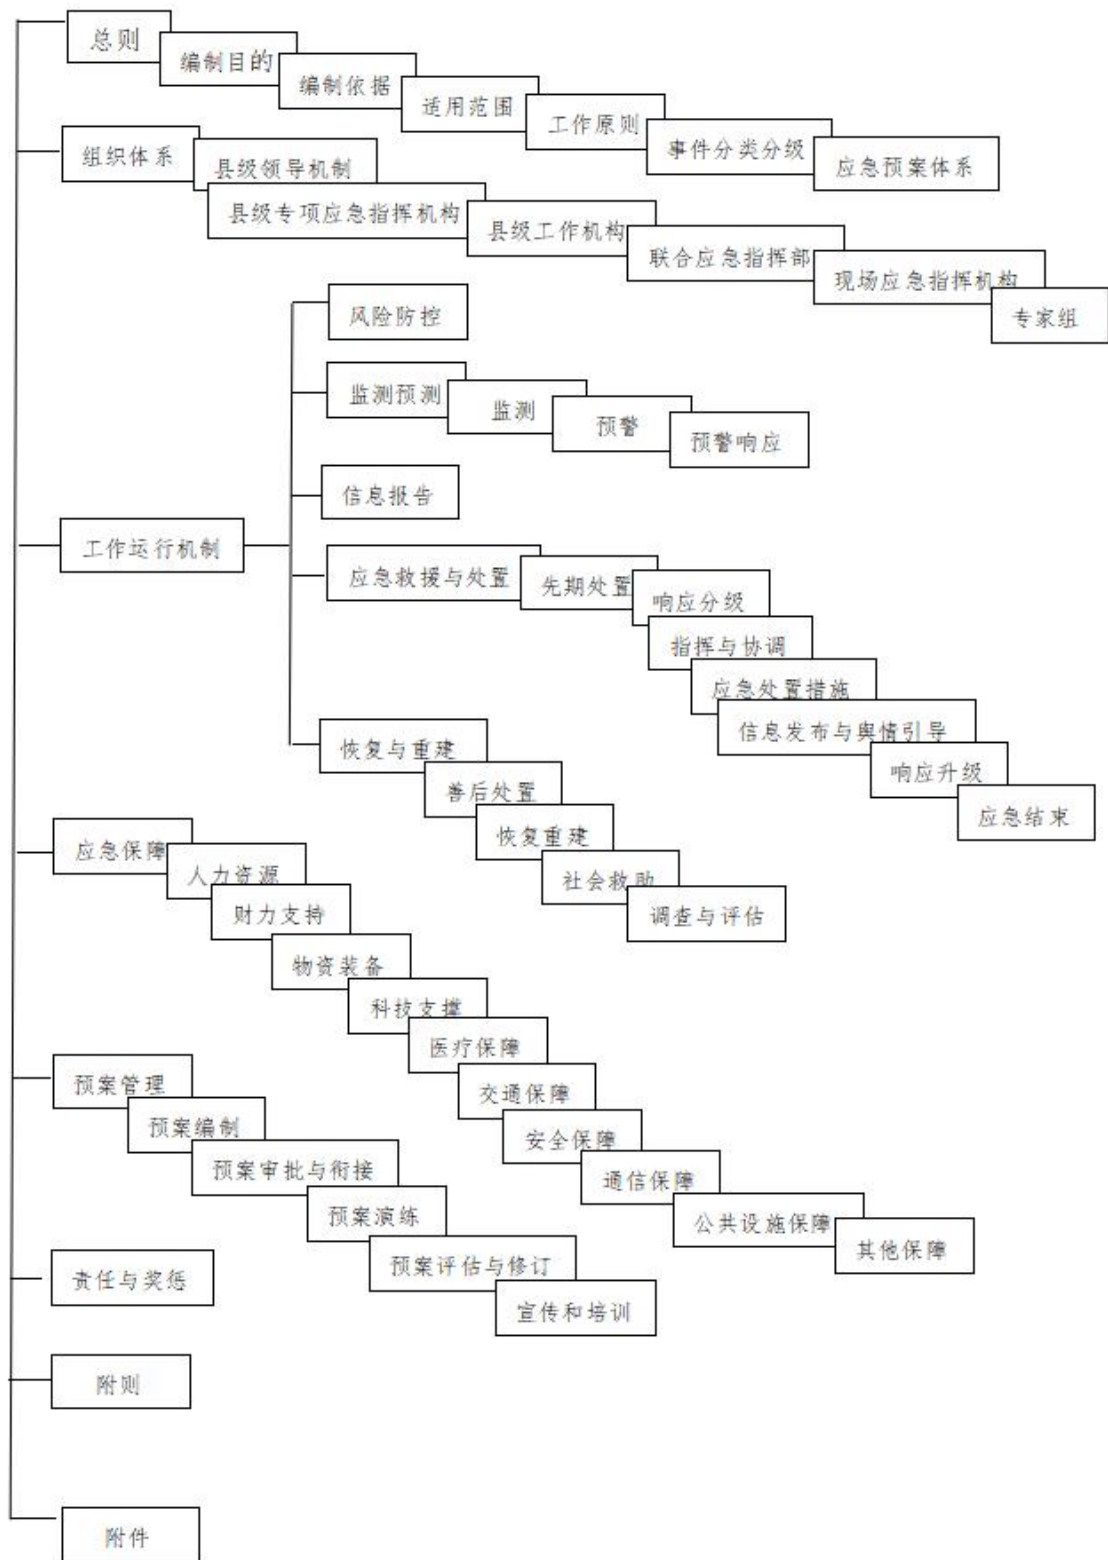 总则
编制目的
编制依据
适用范围
工作原则
事件分类分级
应急预案体系
组织体系
县级领导机制
县级专项应急指挥机构
县级工作机构
联合应急指挥部
现场应急指挥机构
专家组
工作运行机制
风险防控
监测预测
监测
预警
预警响应
信息报告
应急救援与处置
先期处置
响应分级
指挥与协调
应急处置措施
信息发布与舆情引导
响应升级
应急结束
恢复与重建
善后处置
恢复重建
社会救助
调查与评估
应急保障
人力资源
财力支持
物资装备
科技支撑
医疗保障
交通保障
安全保障
通信保障
公共设施保障
其他保障
预案管理
预案编制
预案审批与衔接
预案演练
预案评估与修订
宣传和培训
责任与奖惩
附则
附件